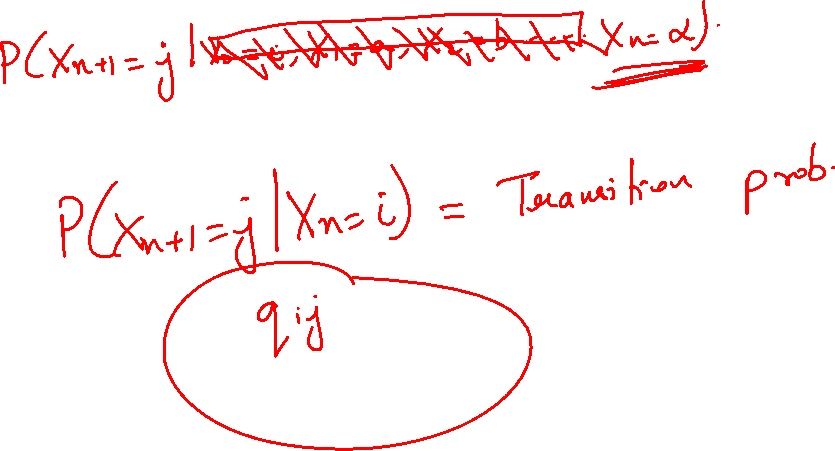 P(Xn+1 = j | Xn = α).
P(Xn+1 = j | Xn = i) = Transition prob.
qij